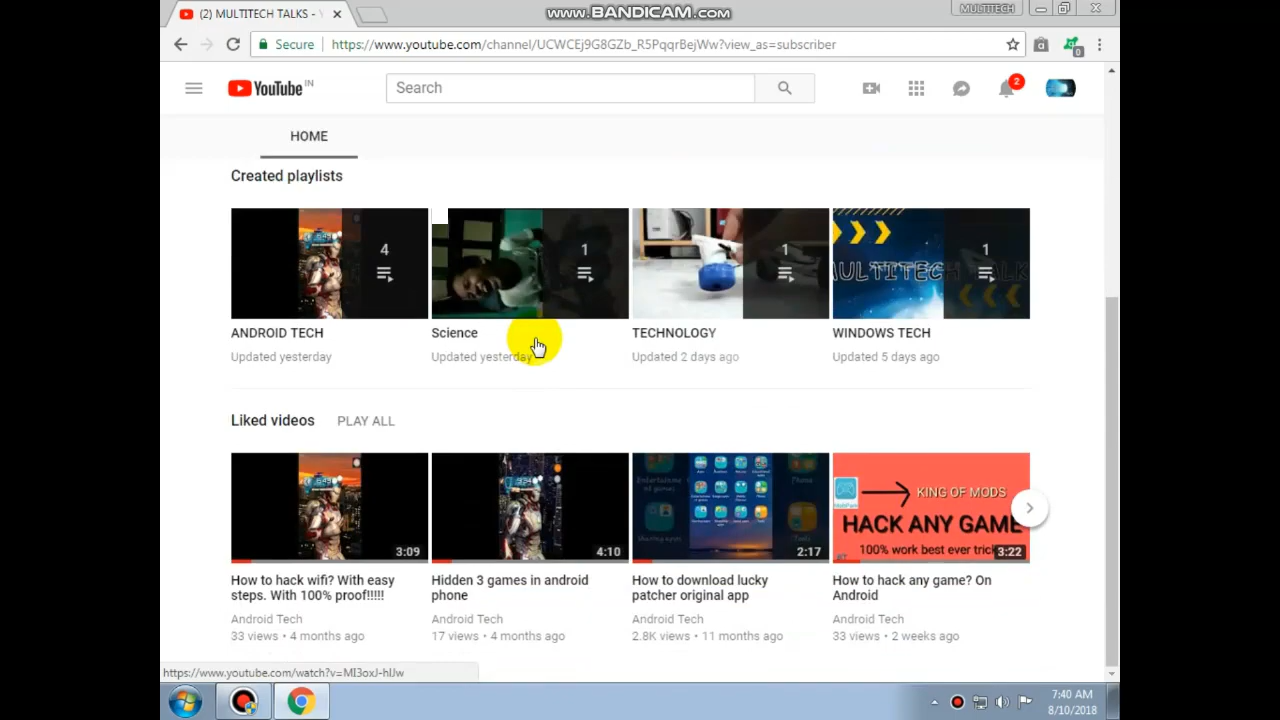 www.BANDICAM.com
(2) MULTITECH TALKS - Y
MULTITECH
Secure
https://www.youtube.com/channel/UCWCEj9G8GZb_R5PqqrBejWw?view_as=subscriber
0
YouTube IN
Search
2
HOME
Created playlists
4
1
1
1
ULTITECH TALK
ANDROID TECH
Science
TECHNOLOGY
WINDOWS TECH
Updated yesterday
Updated yesterday
Updated 2 days ago
Updated 5 days ago
Liked videos
PLAY ALL
KING OF MODS
HACK ANY GAME
100% work best ever tric
3:09
4:10
2:17
3:22
How to hack wifi? With easy
steps. With 100% proof!!!!!
Hidden 3 games in android
phone
How to download lucky
patcher original app
How to hack any game? On
Android
Android Tech
Android Tech
Android Tech
Android Tech
33 views • 4 months ago
17 views • 4 months ago
2.8K views • 11 months ago
33 views • 2 weeks ago
https://www.youtube.com/watch?v=MI3oxJ-hlJw
7:40 AM
8/10/2018